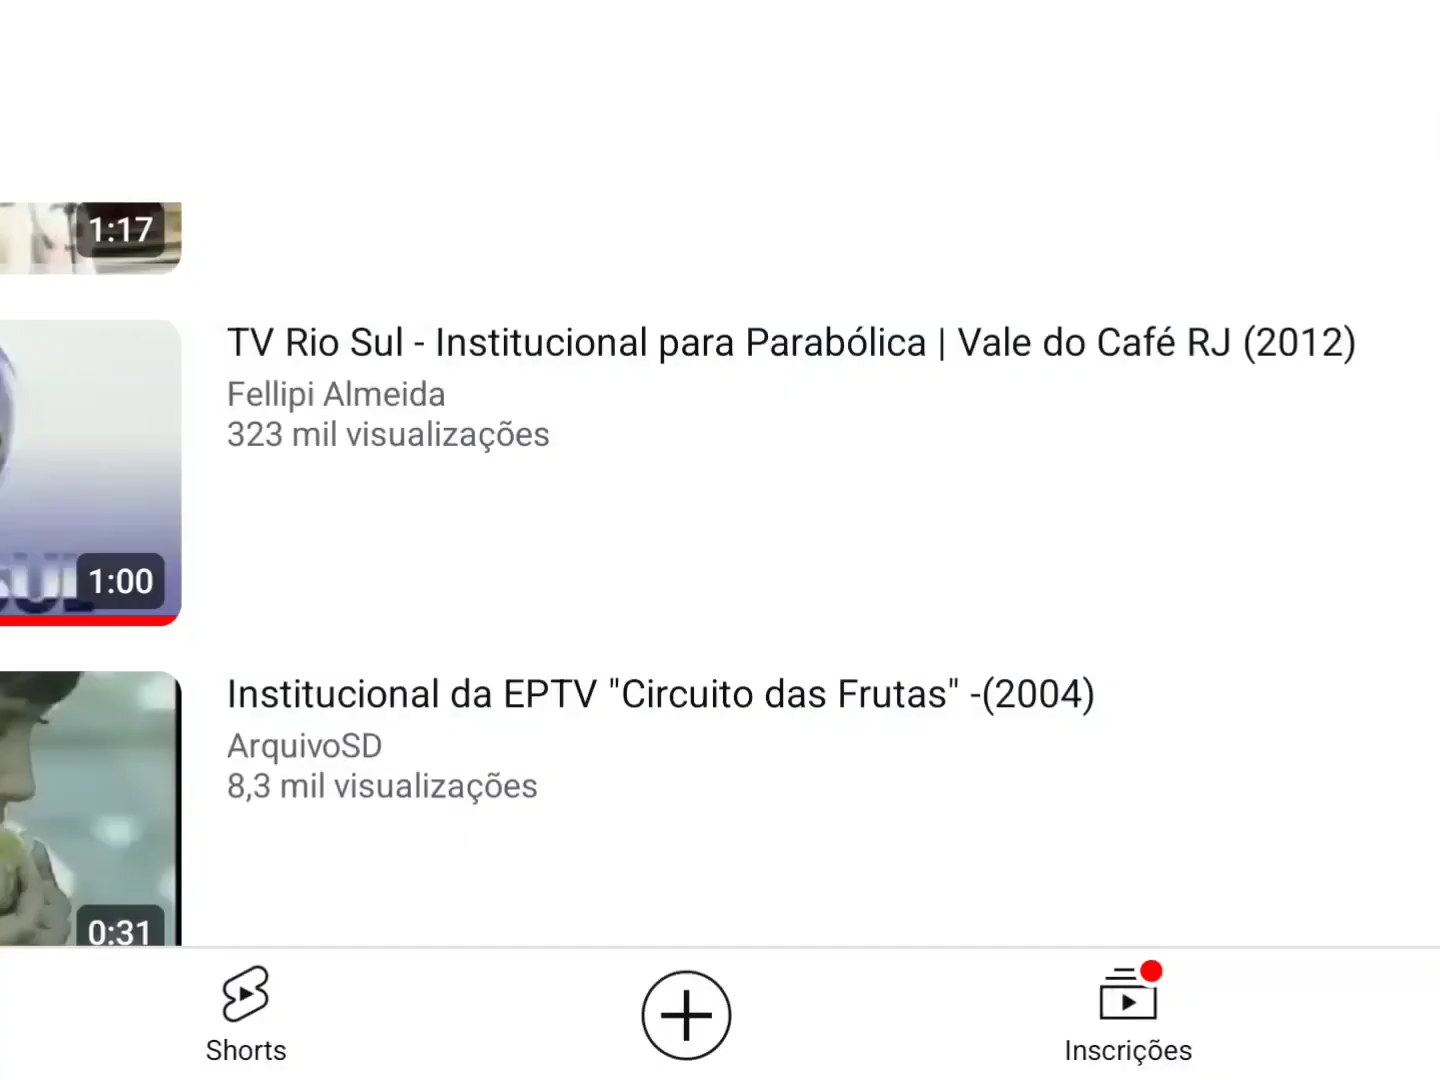 1:17
TV Rio Sul - Institucional para Parabólica | Vale do Café RJ (2012)
Fellipi Almeida
323 mil visualizações
SUL
1:00
Institucional da EPTV "Circuito das Frutas" -(2004)
ArquivoSD
8,3 mil visualizações
0:31
Shorts
Inscrições